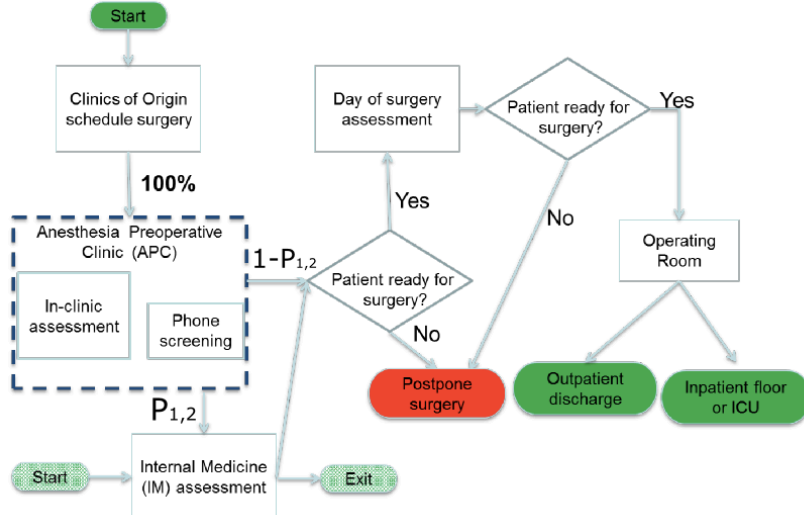 Start
Clinics of Origin
schedule surgery
100%
Anesthesia Preoperative
Clinic (APC)
In-clinic
assessment
Phone
screening
1-P1,2
P1,2
Start
Internal Medicine
(IM) assessment
Exit
Patient ready for
surgery?
Yes
No
Day of surgery
assessment
Patient ready for
surgery?
Yes
No
Postpone
surgery
Operating
Room
Outpatient
discharge
Inpatient floor
or ICU